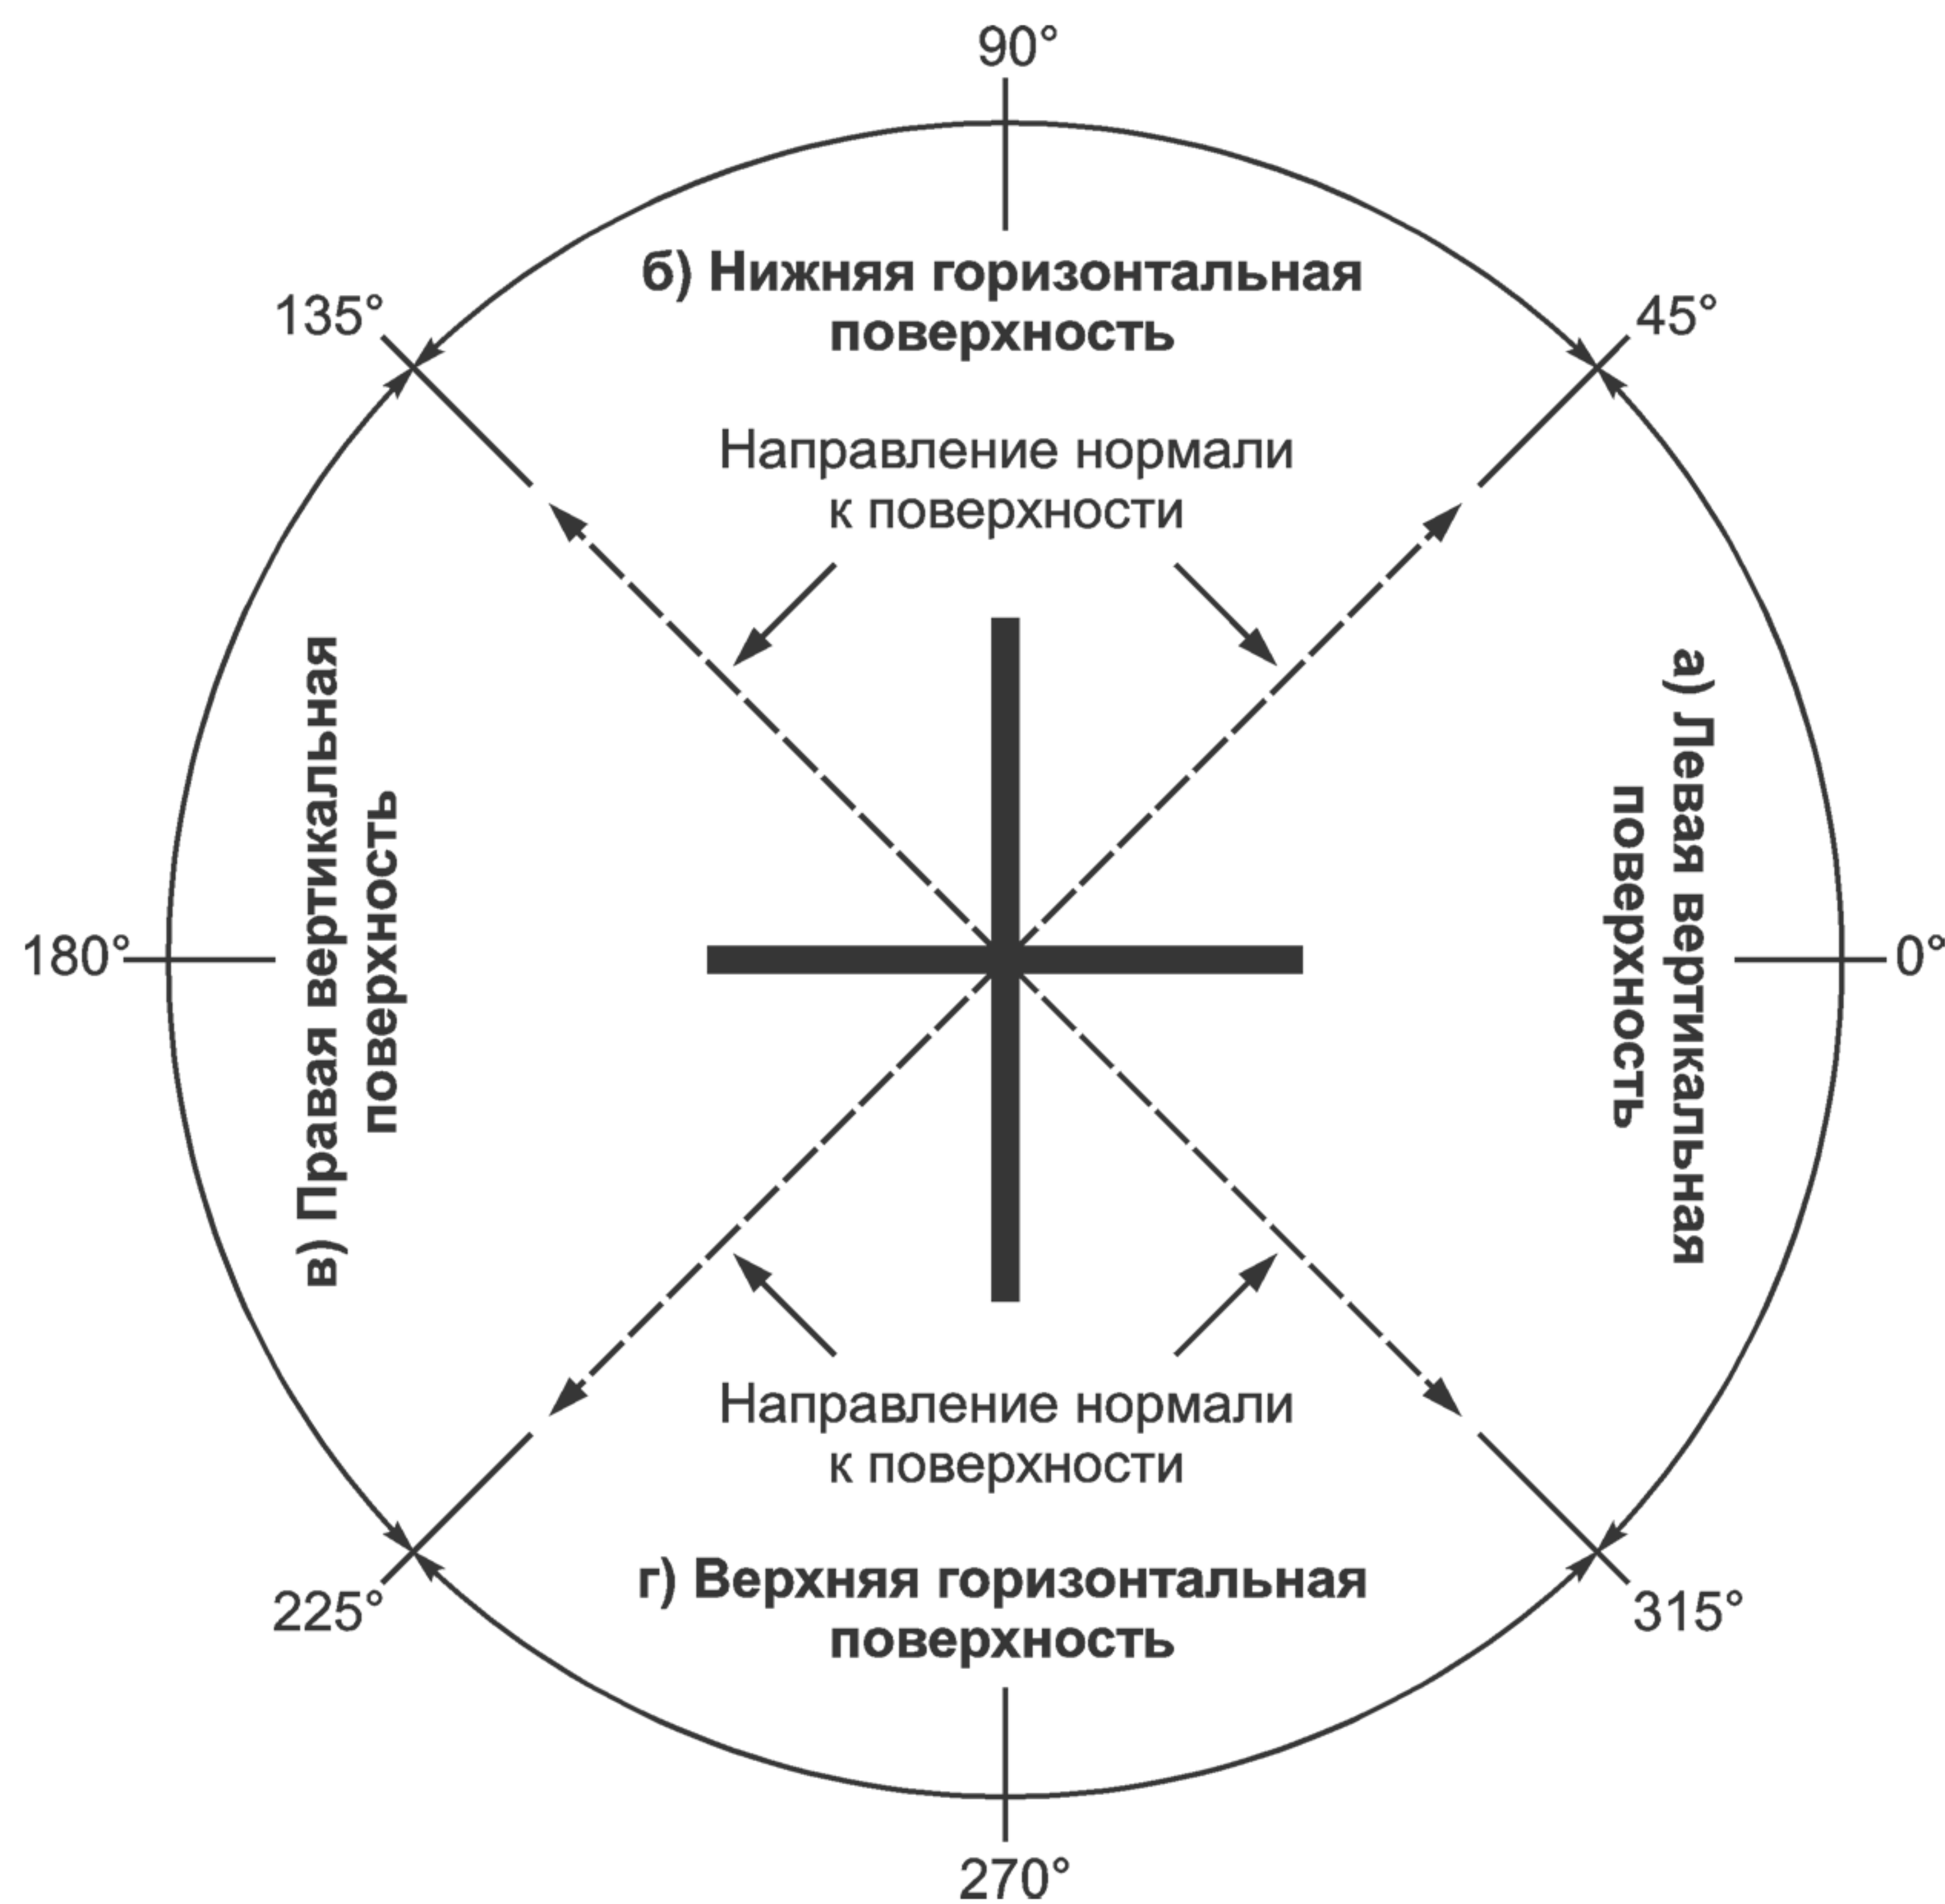 90°
б) Нижняя горизонтальная
поверхность
135°
45°
Направление нормали
к поверхности
в) Правая вертикальная
поверхность
а) Левая вертикальная
поверхность
180°
0°
Направление нормали
к поверхности
г) Верхняя горизонтальная
поверхность
225°
315°
270°